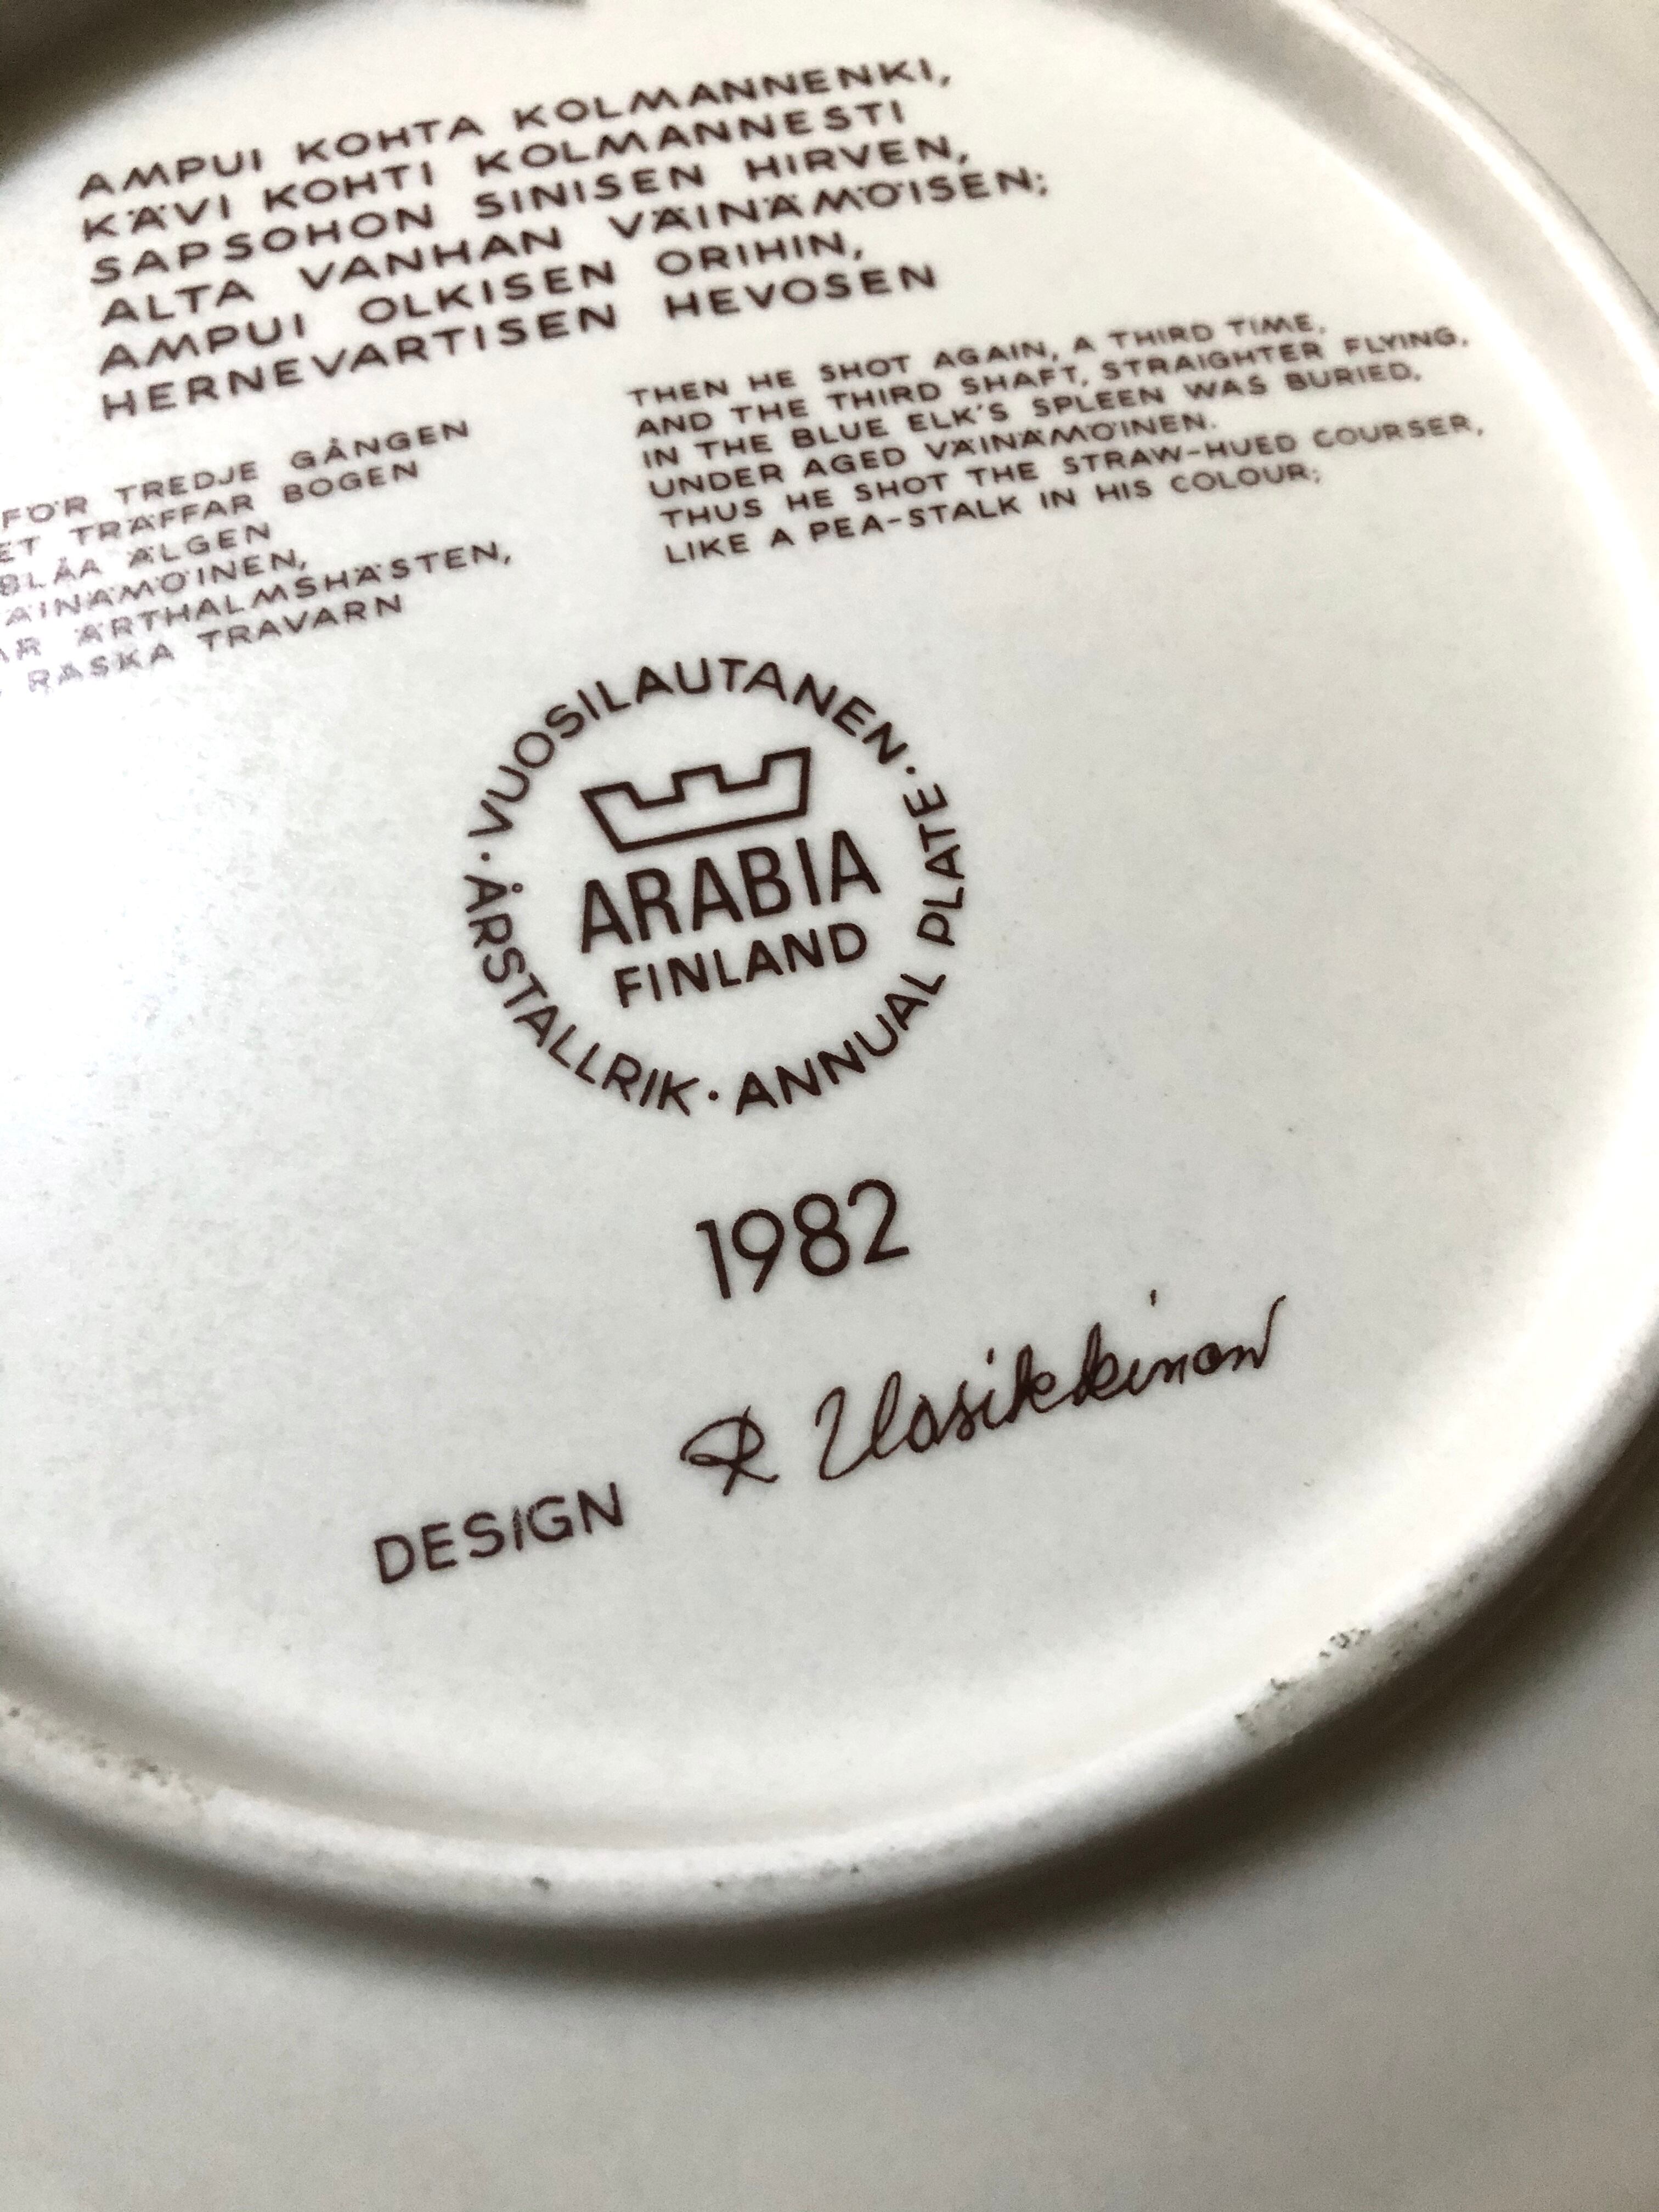 AMPUI KOHTA KOLMANNENKI,
KÄVI KOHTI KOLMANNESTI
SAPSOHON SINISEN HIRVEN,
ALTA VANHAN VÄINÄMÖISEN;
AMPUI OLKISEN ORIHIN,
HERNEVARTISEN HEVOSEN
FÖR TREDJE GÅNGEN
TRÄFFAR BOGEN
BLÅA ÄLGEN
ÄRTHALMSHÄSTEN,
RASKA TRAVARN
THEN HE SHOT AGAIN, A THIRD TIME,
AND THE THIRD SHAFT, STRAIGHTER FLYING,
IN THE BLUE ELK'S SPLEEN WAS BURIED,
UNDER AGED VÄINÄMÖINEN.
THUS HE SHOT THE STRAW-HUED COURSER,
LIKE A PEA-STALK IN HIS COLOUR;
· VUOSILAUTANEN · ANNUAL PLATE · ÅRSTALLRIK
ARABIA
FINLAND
1982
DESIGN R Uosikkinen